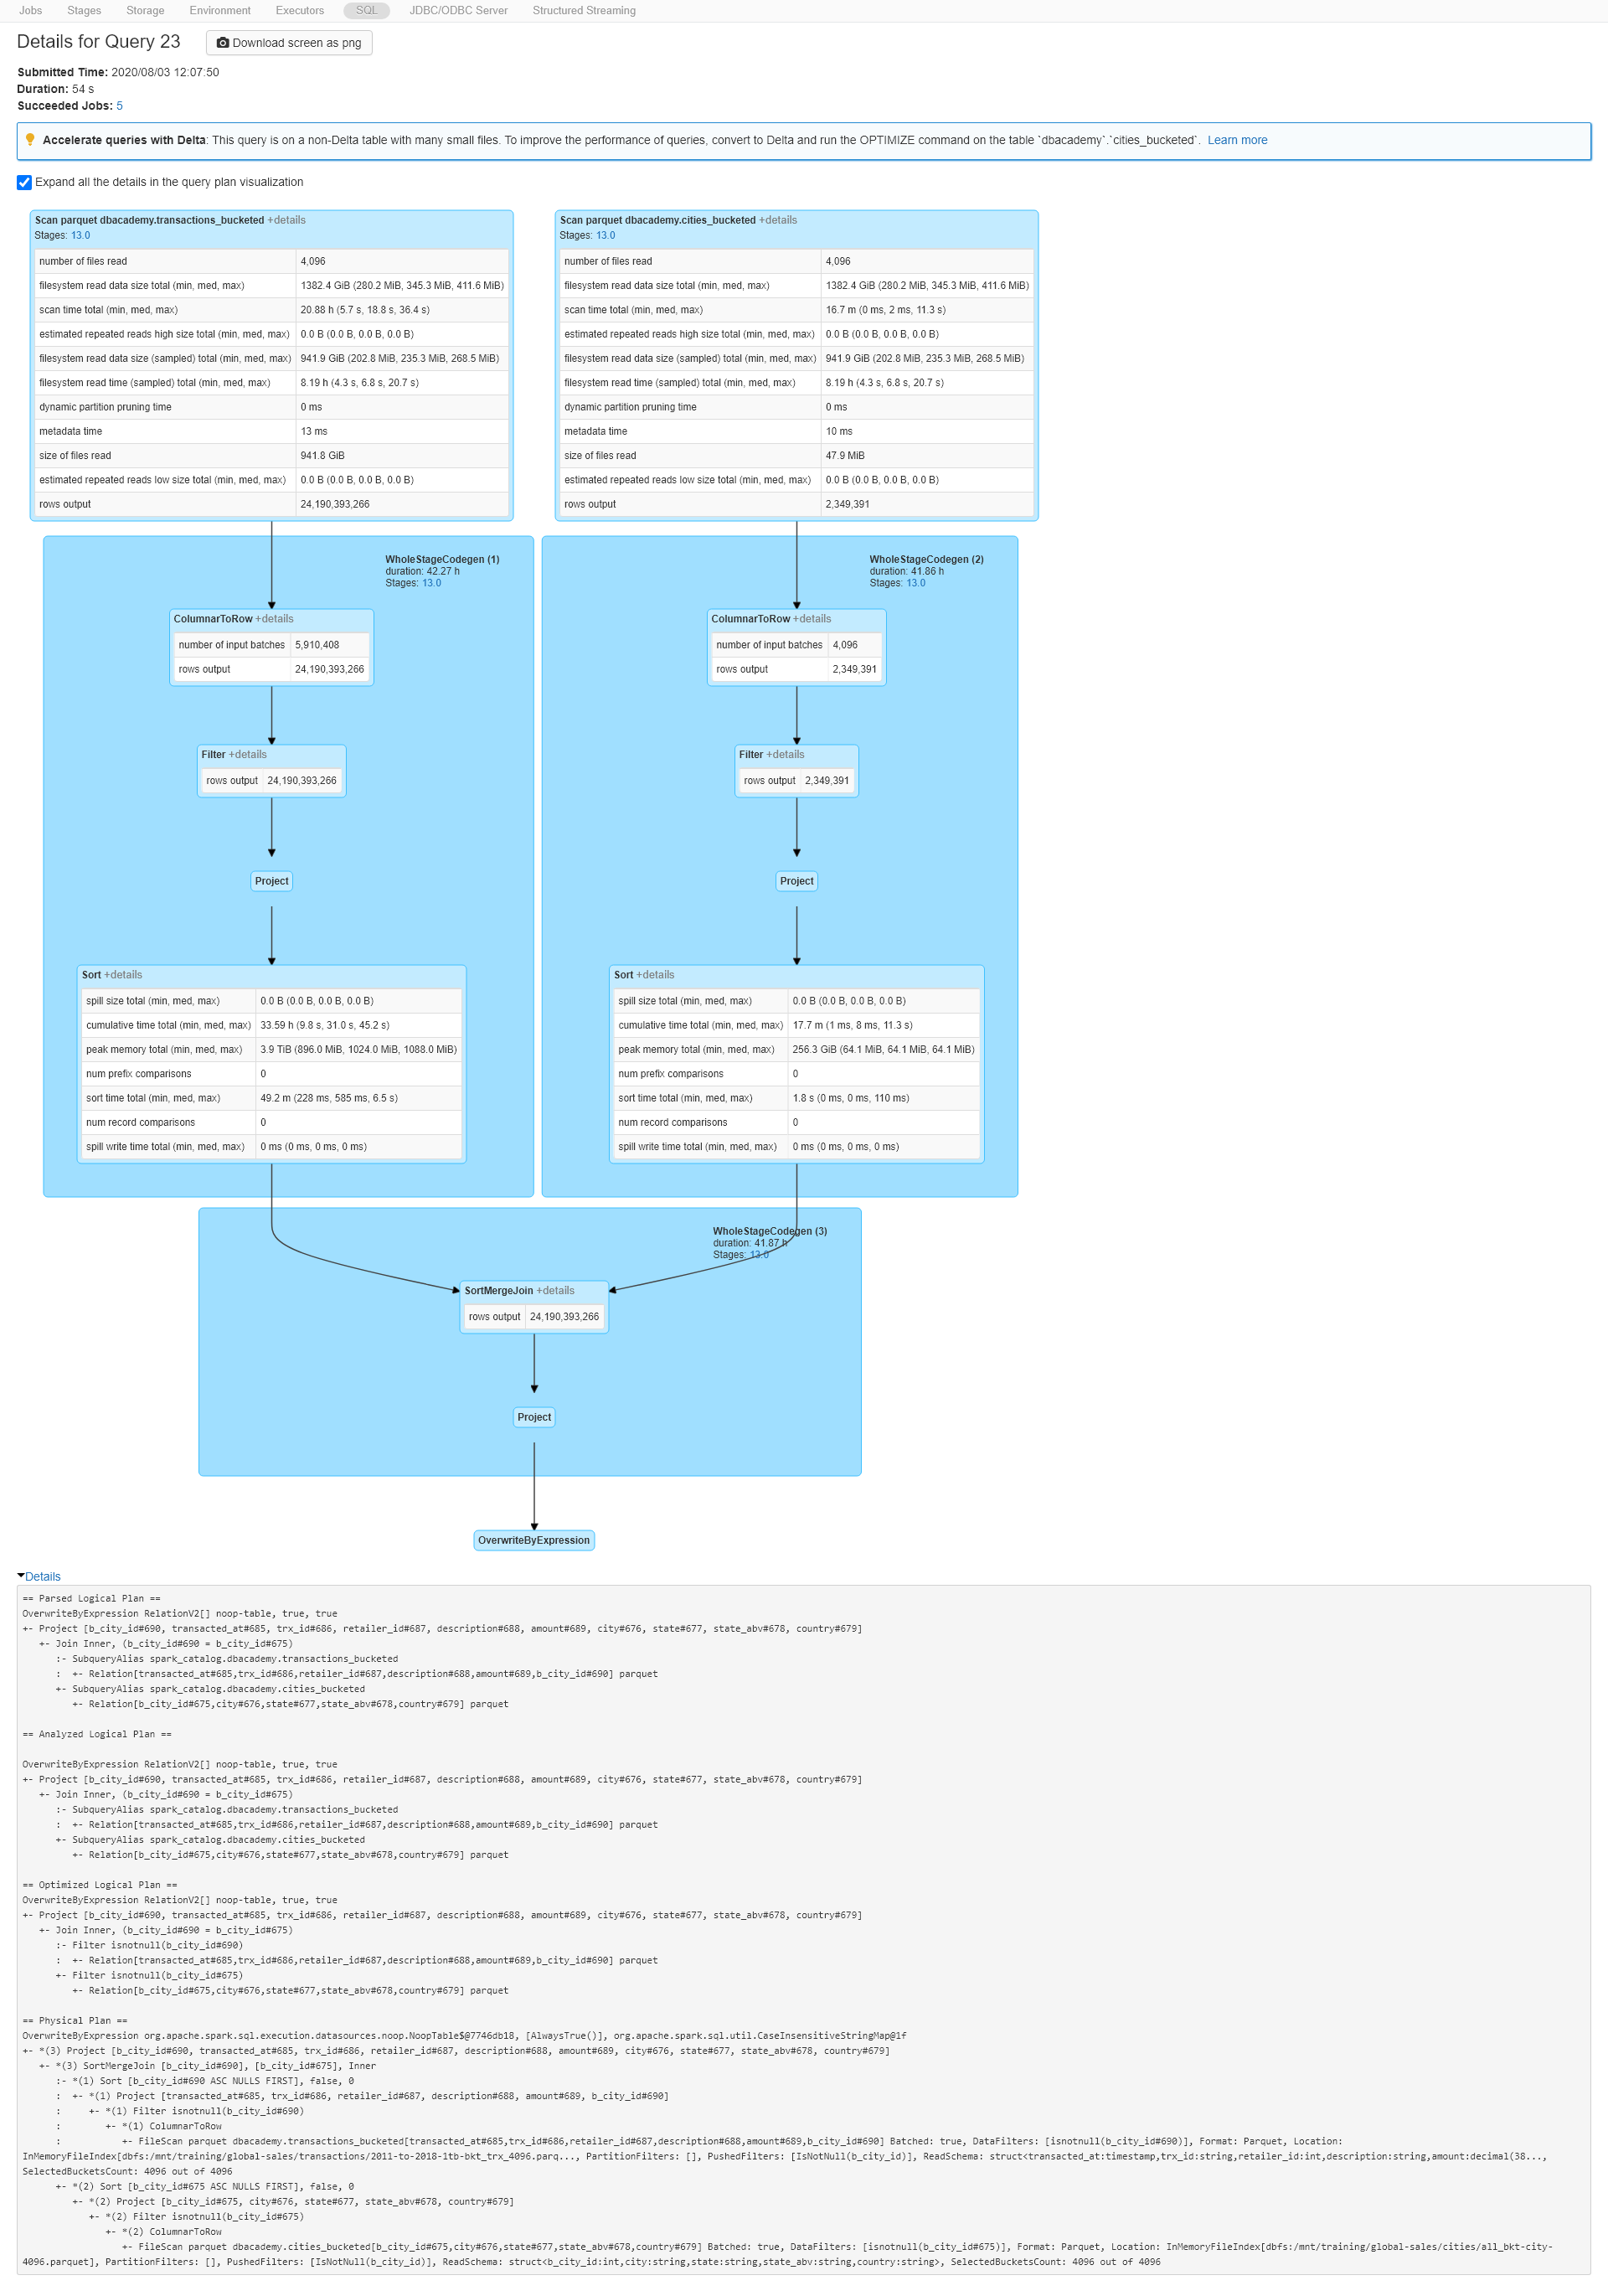 Jobs Stages Storage Environment Executors SQL JDBC/ODBC Server Structured Streaming
Details for Query 23 Download screen as png
Submitted Time: 2020/08/03 12:07:50
Duration: 54 s
Succeeded Jobs: 5
Accelerate queries with Delta: This query is on a non-Delta table with many small files. To improve the performance of queries, convert to Delta and run the OPTIMIZE command on the table `dbacademy`.`cities_bucketed`. Learn more
Expand all the details in the query plan visualization
Scan parquet dbacademy.transactions_bucketed +details
Stages: 13.0
number of files read 4,096
filesystem read data size total (min, med, max) 1382.4 GiB (280.2 MiB, 345.3 MiB, 411.6 MiB)
scan time total (min, med, max) 20.88 h (5.7 s, 18.8 s, 36.4 s)
estimated repeated reads high size total (min, med, max) 0.0 B (0.0 B, 0.0 B, 0.0 B)
filesystem read data size (sampled) total (min, med, max) 941.9 GiB (202.8 MiB, 235.3 MiB, 268.5 MiB)
filesystem read time (sampled) total (min, med, max) 8.19 h (4.3 s, 6.8 s, 20.7 s)
dynamic partition pruning time 0 ms
metadata time 13 ms
size of files read 941.8 GiB
estimated repeated reads low size total (min, med, max) 0.0 B (0.0 B, 0.0 B, 0.0 B)
rows output 24,190,393,266
Scan parquet dbacademy.cities_bucketed +details
Stages: 13.0
number of files read 4,096
filesystem read data size total (min, med, max) 1382.4 GiB (280.2 MiB, 345.3 MiB, 411.6 MiB)
scan time total (min, med, max) 16.7 m (0 ms, 2 ms, 11.3 s)
estimated repeated reads high size total (min, med, max) 0.0 B (0.0 B, 0.0 B, 0.0 B)
filesystem read data size (sampled) total (min, med, max) 941.9 GiB (202.8 MiB, 235.3 MiB, 268.5 MiB)
filesystem read time (sampled) total (min, med, max) 8.19 h (4.3 s, 6.8 s, 20.7 s)
dynamic partition pruning time 0 ms
metadata time 10 ms
size of files read 47.9 MiB
estimated repeated reads low size total (min, med, max) 0.0 B (0.0 B, 0.0 B, 0.0 B)
rows output 2,349,391
WholeStageCodegen (1)
duration: 42.27 h
Stages: 13.0
ColumnarToRow +details
number of input batches 5,910,408
rows output 24,190,393,266
Filter +details
rows output 24,190,393,266
Project
Sort +details
spill size total (min, med, max) 0.0 B (0.0 B, 0.0 B, 0.0 B)
cumulative time total (min, med, max) 33.59 h (9.8 s, 31.0 s, 45.2 s)
peak memory total (min, med, max) 3.9 TiB (896.0 MiB, 1024.0 MiB, 1088.0 MiB)
num prefix comparisons 0
sort time total (min, med, max) 49.2 m (228 ms, 585 ms, 6.5 s)
num record comparisons 0
spill write time total (min, med, max) 0 ms (0 ms, 0 ms, 0 ms)
WholeStageCodegen (2)
duration: 41.86 h
Stages: 13.0
ColumnarToRow +details
number of input batches 4,096
rows output 2,349,391
Filter +details
rows output 2,349,391
Project
Sort +details
spill size total (min, med, max) 0.0 B (0.0 B, 0.0 B, 0.0 B)
cumulative time total (min, med, max) 17.7 m (1 ms, 8 ms, 11.3 s)
peak memory total (min, med, max) 256.3 GiB (64.1 MiB, 64.1 MiB, 64.1 MiB)
num prefix comparisons 0
sort time total (min, med, max) 1.8 s (0 ms, 0 ms, 110 ms)
num record comparisons 0
spill write time total (min, med, max) 0 ms (0 ms, 0 ms, 0 ms)
WholeStageCodegen (3)
duration: 41.87 h
Stages: 13.0
SortMergeJoin +details
rows output 24,190,393,266
Project
OverwriteByExpression
Details
== Parsed Logical Plan ==
OverwriteByExpression RelationV2[] noop-table, true, true
+- Project [b_city_id#690, transacted_at#685, trx_id#686, retailer_id#687, description#688, amount#689, city#676, state#677, state_abv#678, country#679]
   +- Join Inner, (b_city_id#690 = b_city_id#675)
      :- SubqueryAlias spark_catalog.dbacademy.transactions_bucketed
      :  +- Relation[transacted_at#685,trx_id#686,retailer_id#687,description#688,amount#689,b_city_id#690] parquet
      +- SubqueryAlias spark_catalog.dbacademy.cities_bucketed
         +- Relation[b_city_id#675,city#676,state#677,state_abv#678,country#679] parquet
== Analyzed Logical Plan ==
OverwriteByExpression RelationV2[] noop-table, true, true
+- Project [b_city_id#690, transacted_at#685, trx_id#686, retailer_id#687, description#688, amount#689, city#676, state#677, state_abv#678, country#679]
   +- Join Inner, (b_city_id#690 = b_city_id#675)
      :- SubqueryAlias spark_catalog.dbacademy.transactions_bucketed
      :  +- Relation[transacted_at#685,trx_id#686,retailer_id#687,description#688,amount#689,b_city_id#690] parquet
      +- SubqueryAlias spark_catalog.dbacademy.cities_bucketed
         +- Relation[b_city_id#675,city#676,state#677,state_abv#678,country#679] parquet
== Optimized Logical Plan ==
OverwriteByExpression RelationV2[] noop-table, true, true
+- Project [b_city_id#690, transacted_at#685, trx_id#686, retailer_id#687, description#688, amount#689, city#676, state#677, state_abv#678, country#679]
   +- Join Inner, (b_city_id#690 = b_city_id#675)
      :- Filter isnotnull(b_city_id#690)
      :  +- Relation[transacted_at#685,trx_id#686,retailer_id#687,description#688,amount#689,b_city_id#690] parquet
      +- Filter isnotnull(b_city_id#675)
         +- Relation[b_city_id#675,city#676,state#677,state_abv#678,country#679] parquet
== Physical Plan ==
OverwriteByExpression org.apache.spark.sql.execution.datasources.noop.NoopTable$@7746db18, [AlwaysTrue()], org.apache.spark.sql.util.CaseInsensitiveStringMap@1f
+- *(3) Project [b_city_id#690, transacted_at#685, trx_id#686, retailer_id#687, description#688, amount#689, city#676, state#677, state_abv#678, country#679]
   +- *(3) SortMergeJoin [b_city_id#690], [b_city_id#675], Inner
      :- *(1) Sort [b_city_id#690 ASC NULLS FIRST], false, 0
      :  +- *(1) Project [transacted_at#685, trx_id#686, retailer_id#687, description#688, amount#689, b_city_id#690]
      :     +- *(1) Filter isnotnull(b_city_id#690)
      :        +- *(1) ColumnarToRow
      :           +- FileScan parquet dbacademy.transactions_bucketed[transacted_at#685,trx_id#686,retailer_id#687,description#688,amount#689,b_city_id#690] Batched: true, DataFilters: [isnotnull(b_city_id#690)], Format: Parquet, Location:
InMemoryFileIndex[dbfs:/mnt/training/global-sales/transactions/2011-to-2018-1tb-bkt_trx_4096.parq..., PartitionFilters: [], PushedFilters: [IsNotNull(b_city_id)], ReadSchema: struct<transacted_at:timestamp,trx_id:string,retailer_id:int,description:string,amount:decimal(38...,
SelectedBucketsCount: 4096 out of 4096
      +- *(2) Sort [b_city_id#675 ASC NULLS FIRST], false, 0
         +- *(2) Project [b_city_id#675, city#676, state#677, state_abv#678, country#679]
            +- *(2) Filter isnotnull(b_city_id#675)
               +- *(2) ColumnarToRow
                  +- FileScan parquet dbacademy.cities_bucketed[b_city_id#675,city#676,state#677,state_abv#678,country#679] Batched: true, DataFilters: [isnotnull(b_city_id#675)], Format: Parquet, Location: InMemoryFileIndex[dbfs:/mnt/training/global-sales/cities/all_bkt-city-
4096.parquet], PartitionFilters: [], PushedFilters: [IsNotNull(b_city_id)], ReadSchema: struct<b_city_id:int,city:string,state:string,state_abv:string,country:string>, SelectedBucketsCount: 4096 out of 4096